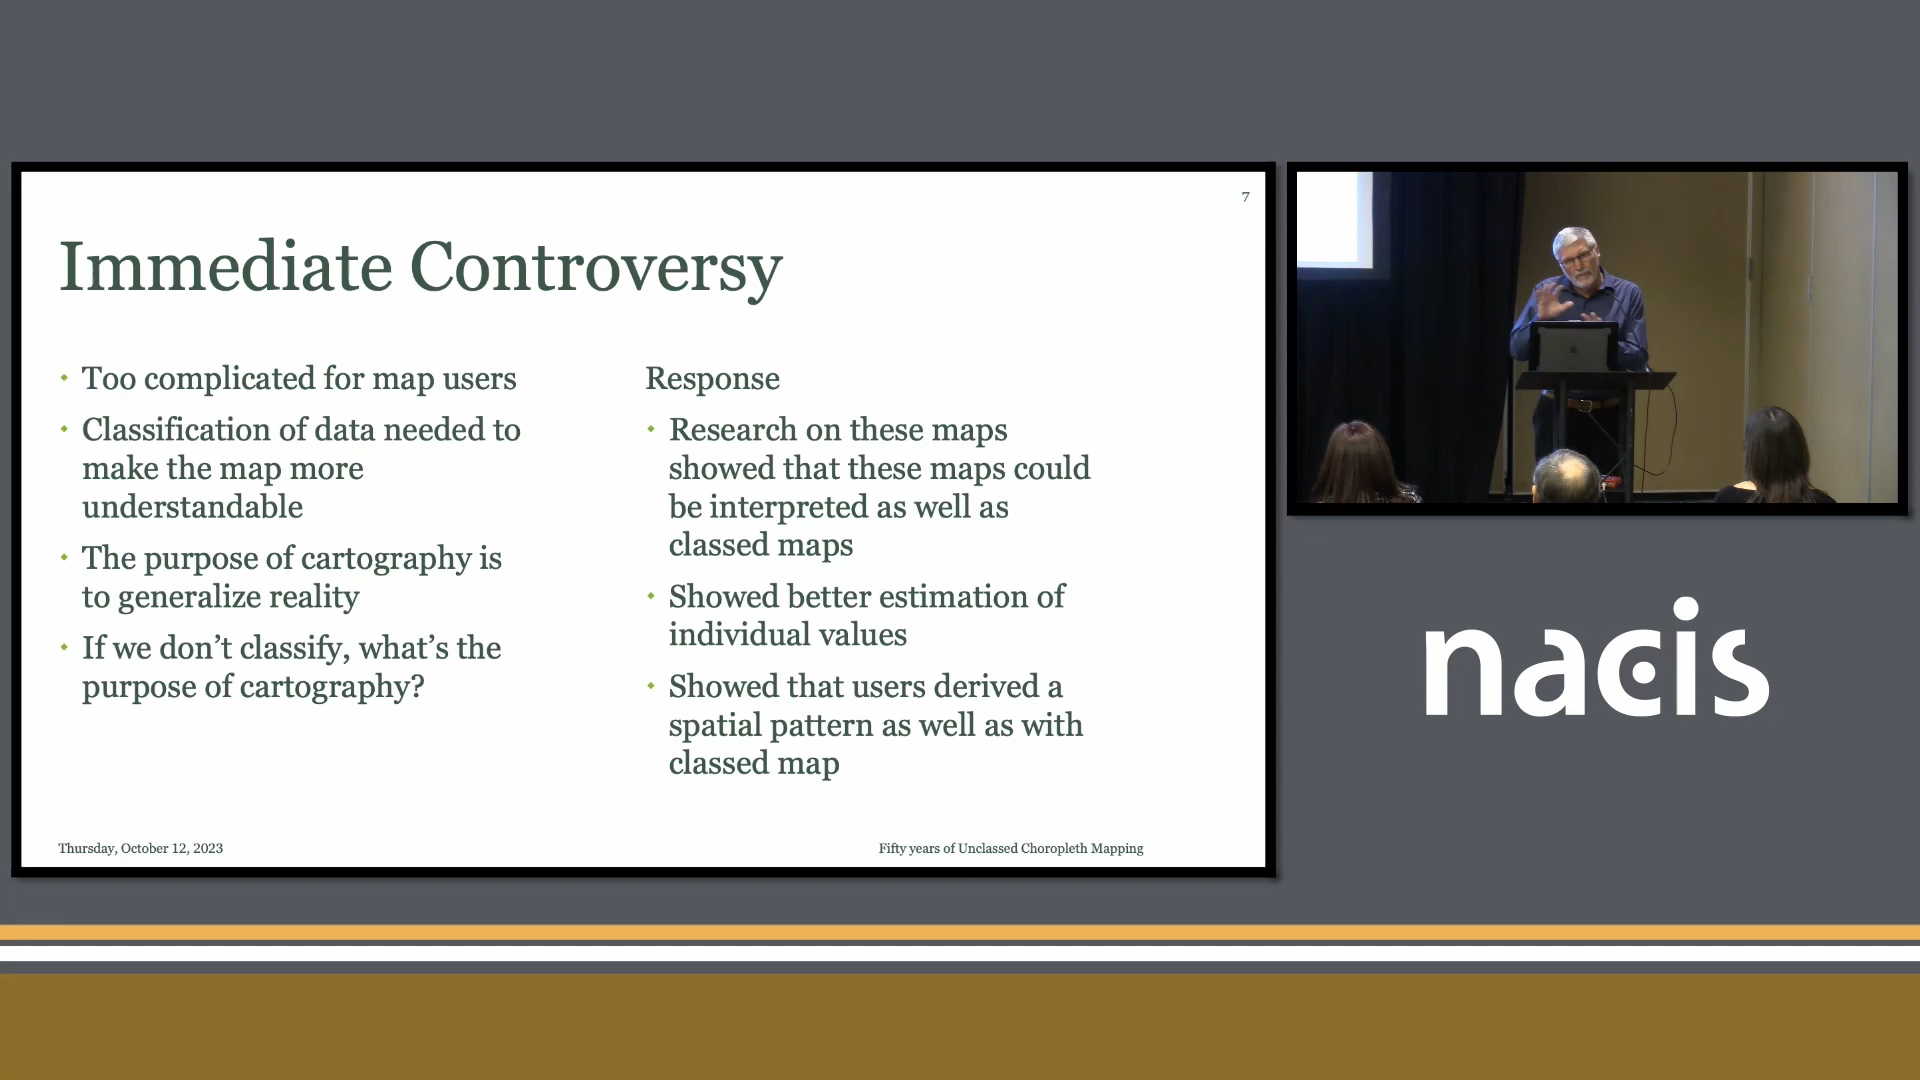 7
Immediate Controversy
Too complicated for map users
Classification of data needed to
make the map more
understandable
The purpose of cartography is
to generalize reality
If we don’t classify, what’s the
purpose of cartography?
Response
Research on these maps
showed that these maps could
be interpreted as well as
classed maps
Showed better estimation of
individual values
Showed that users derived a
spatial pattern as well as with
classed map
Thursday, October 12, 2023
Fifty years of Unclassed Choropleth Mapping
nacis